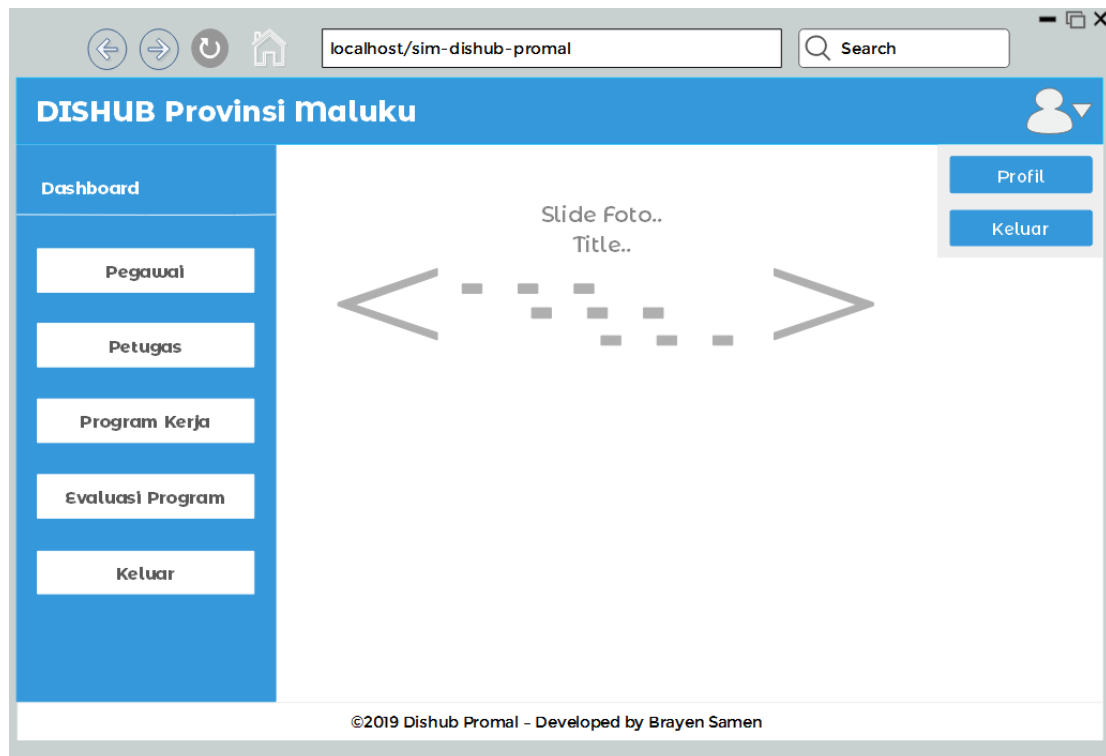 localhost/sim-dishub-promal
Search
DISHUB Provinsi Maluku
Dashboard
Pegawai
Petugas
Program Kerja
Evaluasi Program
Keluar
Slide Foto..
Title..
Profil
Keluar
©2019 Dishub Promal – Developed by Brayen Samen